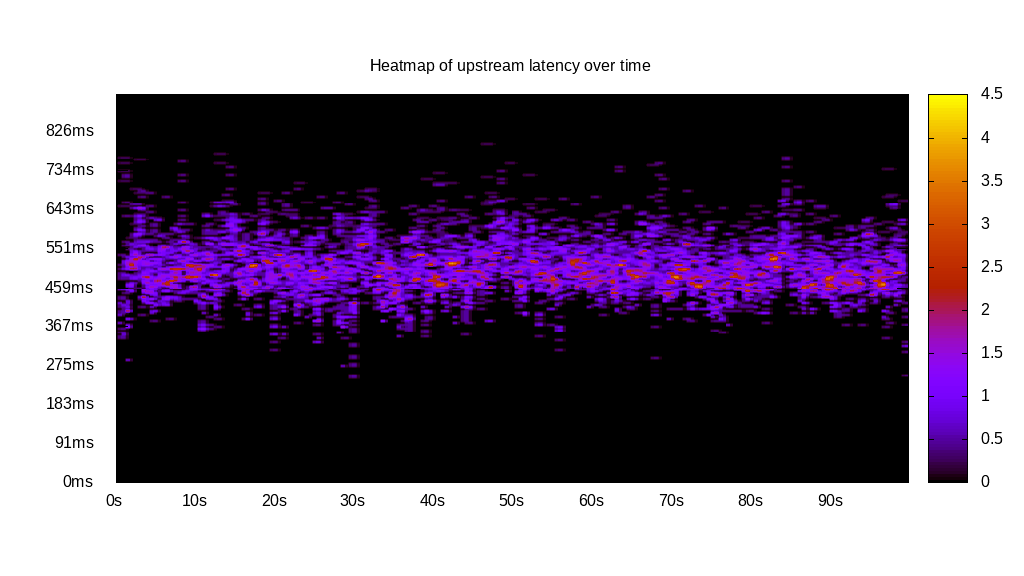 Heatmap of upstream latency over time
826ms
734ms
643ms
551ms
459ms
367ms
275ms
183ms
91ms
0ms
0s 10s 20s 30s 40s 50s 60s 70s 80s 90s
4.5
4
3.5
3
2.5
2
1.5
1
0.5
0